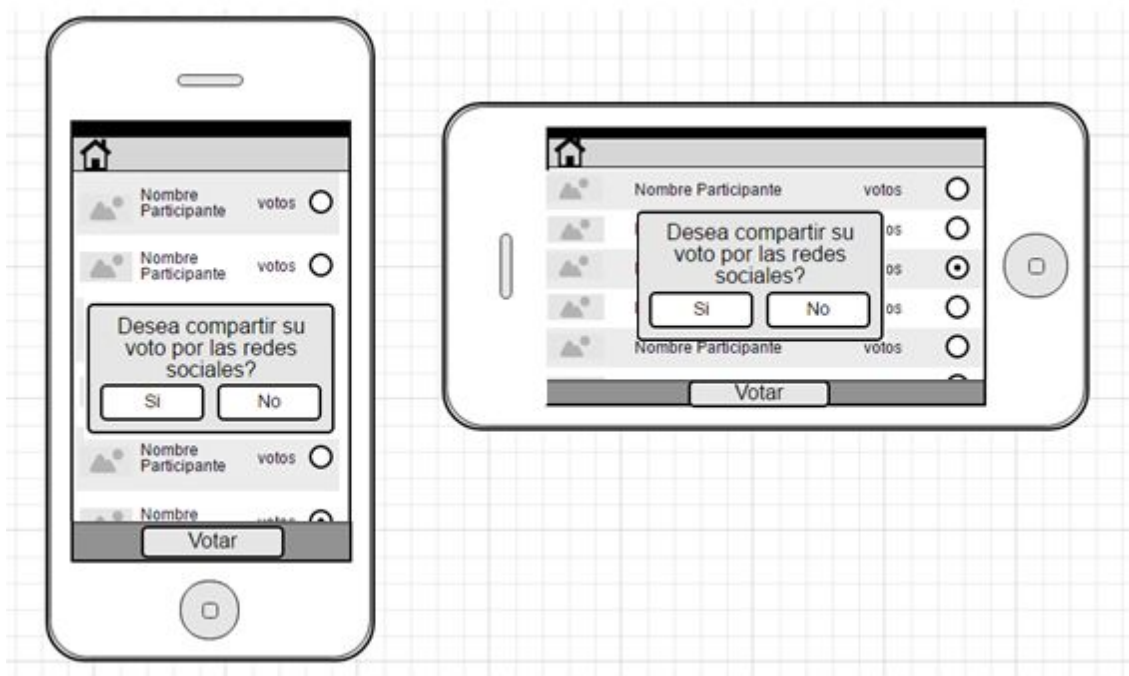 Nombre
Participante
votos
Nombre
Participante
votos
Desea compartir su
voto por las redes
sociales?
Si
No
Nombre
Participante
votos
Nombre
votos
Votar
Nombre Participante
votos
os
Desea compartir su
voto por las redes
sociales?
os
Si
No
os
Nombre Participante
votos
Votar